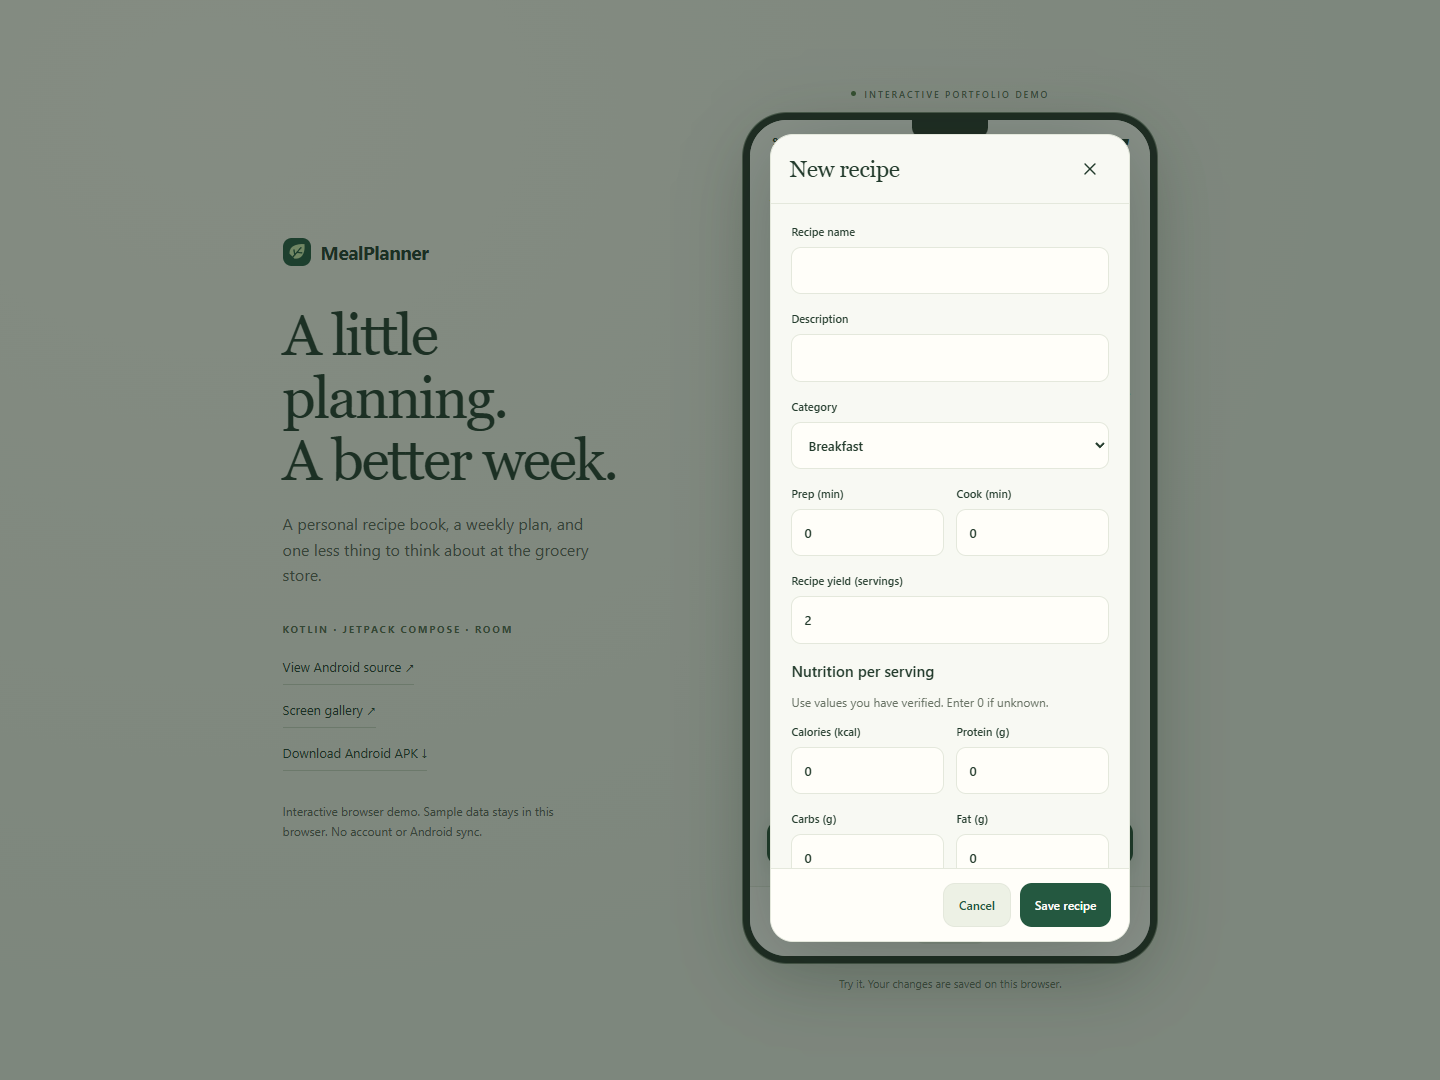 MealPlanner
A little
planning.
A better week.
A personal recipe book, a weekly plan, and
one less thing to think about at the grocery
store.
KOTLIN · JETPACK COMPOSE · ROOM
View Android source ↗
Screen gallery ↗
Download Android APK ↓
Interactive browser demo. Sample data stays in this
browser. No account or Android sync.
INTERACTIVE PORTFOLIO DEMO
New recipe
Recipe name
Description
Category
Breakfast
Prep (min) Cook (min)
0 0
Recipe yield (servings)
2
Nutrition per serving
Use values you have verified. Enter 0 if unknown.
Calories (kcal) Protein (g)
0 0
Carbs (g) Fat (g)
0 0
Cancel Save recipe
Try it. Your changes are saved on this browser.